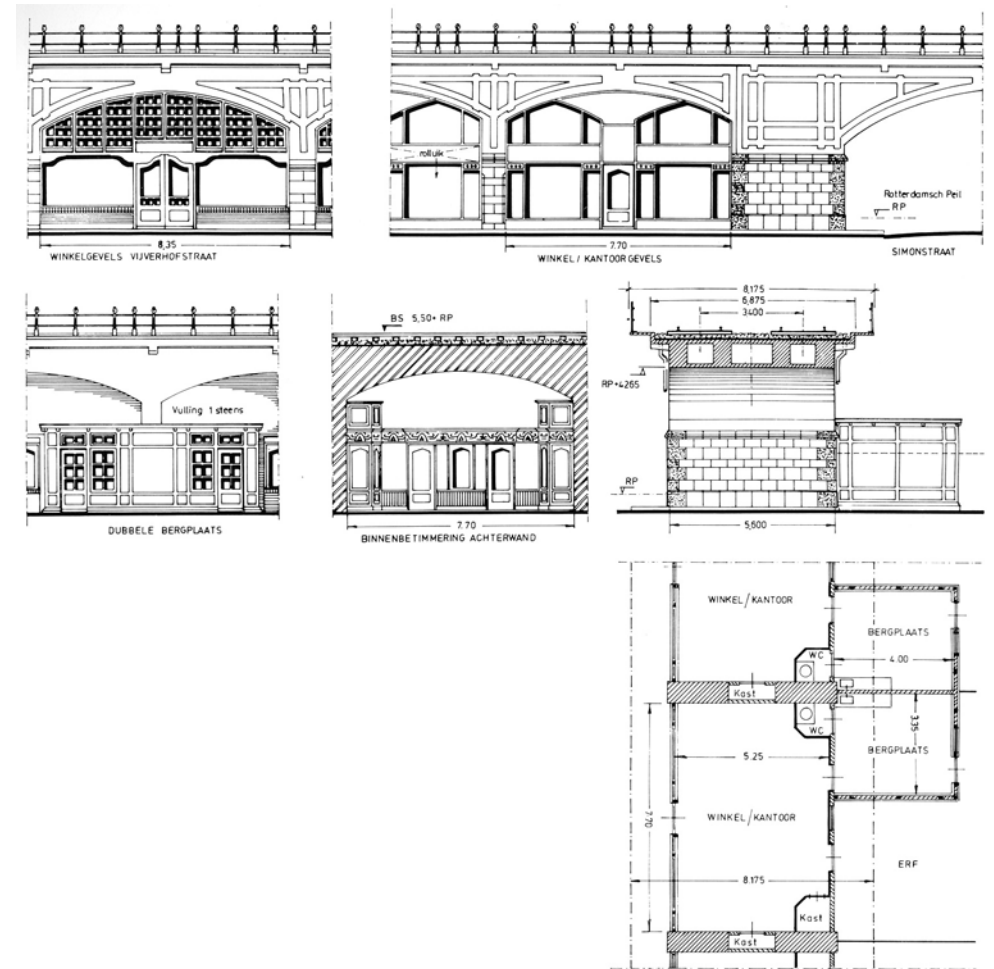 8,35
WINKELGEVELS VIJVERHOFSTRAAT
rolluik
Rotterdamsch Peil
RP
7.70
WINKEL / KANTOORGEVELS
SIMONSTRAAT
Vulling 1 steens
DUBBELE BERGPLAATS
BS 5,50+ RP
7.70
BINNENBETIMMERING ACHTERWAND
8,175
6,875
3.400
RP+4265
RP
5,600
WINKEL/KANTOOR
BERGPLAATS
WC
4.00
Kast
WC
3.35
BERGPLAATS
5.25
7.70
WINKEL/KANTOOR
ERF
8.175
Kast
Kast